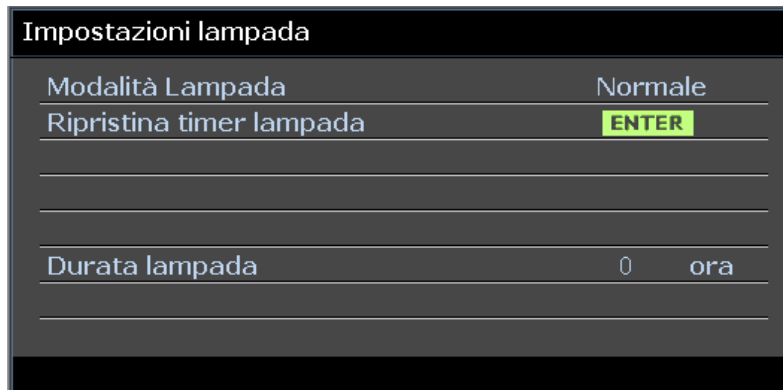 Impostazioni lampada
Modalità Lampada Normale
Ripristina timer lampada ENTER
Durata lampada 0 ora